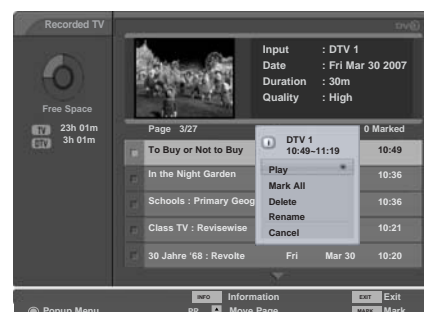 Recorded TV
DVR
Input : DTV 1
Date : Fri Mar 30 2007
Duration : 30m
Quality : High
Free Space
TV 23h 01m
DTV 3h 01m
Page 3/27
0 Marked
DTV 1
10:49~11:19
Play
Mark All
Delete
Rename
Cancel
To Buy or Not to Buy 10:49
In the Night Garden 10:36
Schools : Primary Geog 10:36
Class TV : Revisewise 10:21
30 Jahre '68 : Revolte Fri Mar 30 10:20
INFO Information EXIT Exit
Popup Menu PR Move Page MARK Mark